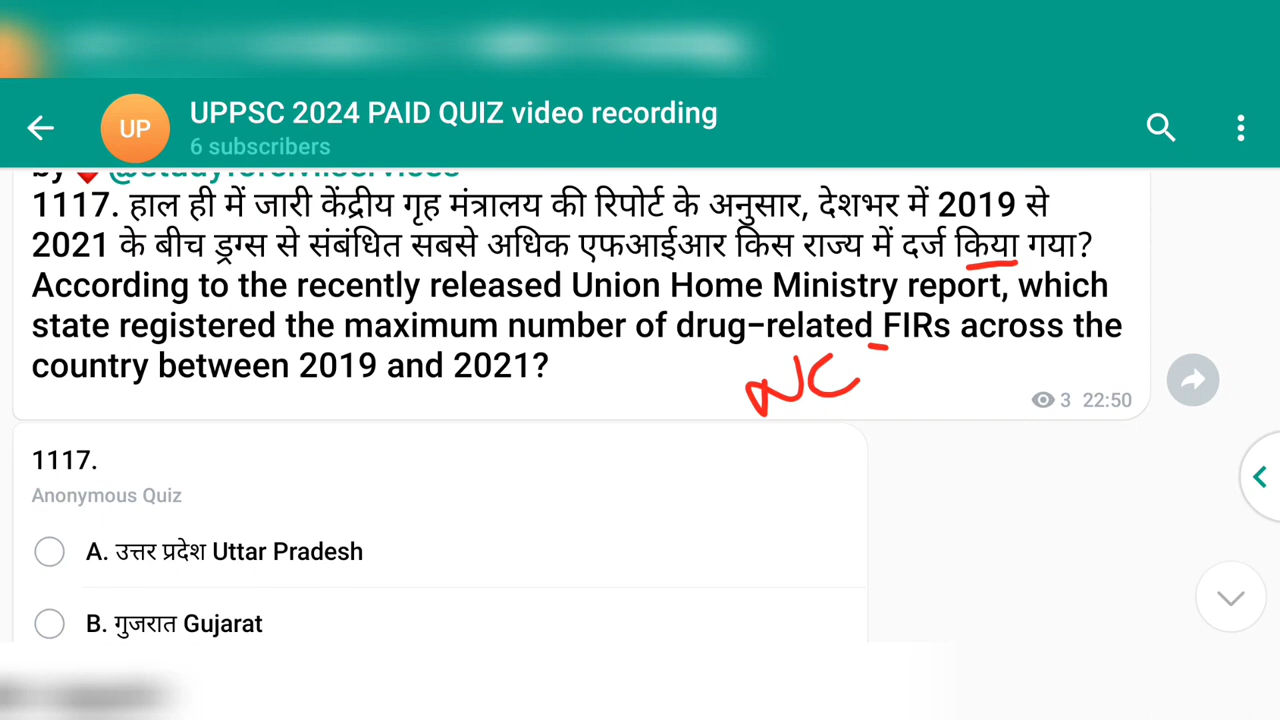 UP
UPPSC 2024 PAID QUIZ video recording
6 subscribers
1117. हाल ही में जारी केंद्रीय गृह मंत्रालय की रिपोर्ट के अनुसार, देशभर में 2019 से
2021 के बीच ड्रग्स से संबंधित सबसे अधिक एफआईआर किस राज्य में दर्ज किया गया?
According to the recently released Union Home Ministry report, which
state registered the maximum number of drug-related FIRs across the
country between 2019 and 2021?
NC
3 22:50
1117.
Anonymous Quiz
A. उत्तर प्रदेश Uttar Pradesh
B. गुजरात Gujarat